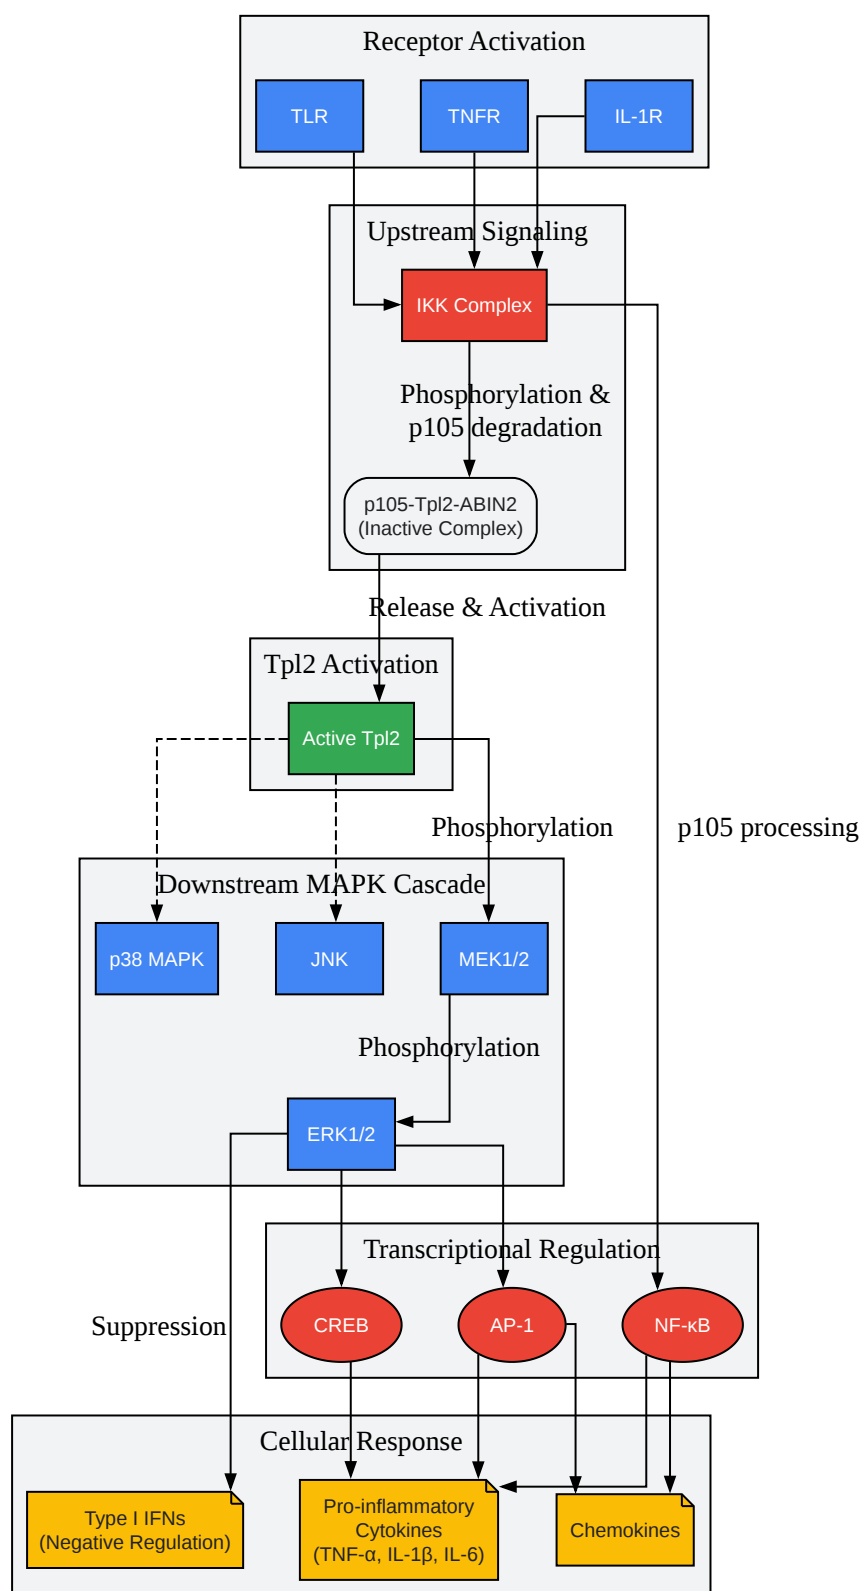 Receptor Activation
TLR
TNFR
IL-1R
Upstream Signaling
IKK Complex
Phosphorylation &
p105 degradation
p105-Tpl2-ABIN2
(Inactive Complex)
Release & Activation
Tpl2 Activation
Active Tpl2
Phosphorylation
p105 processing
Downstream MAPK Cascade
p38 MAPK
JNK
MEK1/2
Phosphorylation
ERK1/2
Transcriptional Regulation
Suppression
CREB
AP-1
NF-κB
Cellular Response
Type I IFNs
(Negative Regulation)
Pro-inflammatory
Cytokines
(TNF-α, IL-1β, IL-6)
Chemokines